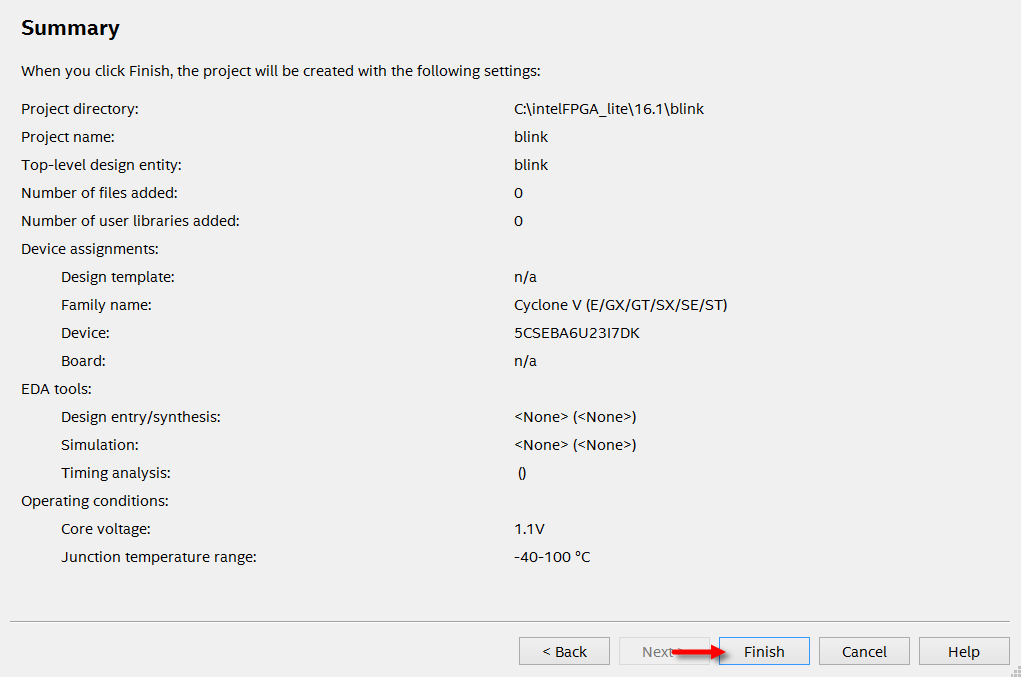 Summary
When you click Finish, the project will be created with the following settings:
Project directory: C:\intelFPGA_lite\16.1\blink
Project name: blink
Top-level design entity: blink
Number of files added: 0
Number of user libraries added: 0
Device assignments:
Design template: n/a
Family name: Cyclone V (E/GX/GT/SX/SE/ST)
Device: 5CSEBA6U23I7DK
Board: n/a
EDA tools:
Design entry/synthesis: <None> (<None>)
Simulation: <None> (<None>)
Timing analysis: ()
Operating conditions:
Core voltage: 1.1V
Junction temperature range: -40-100 °C
< Back Next > Finish Cancel Help